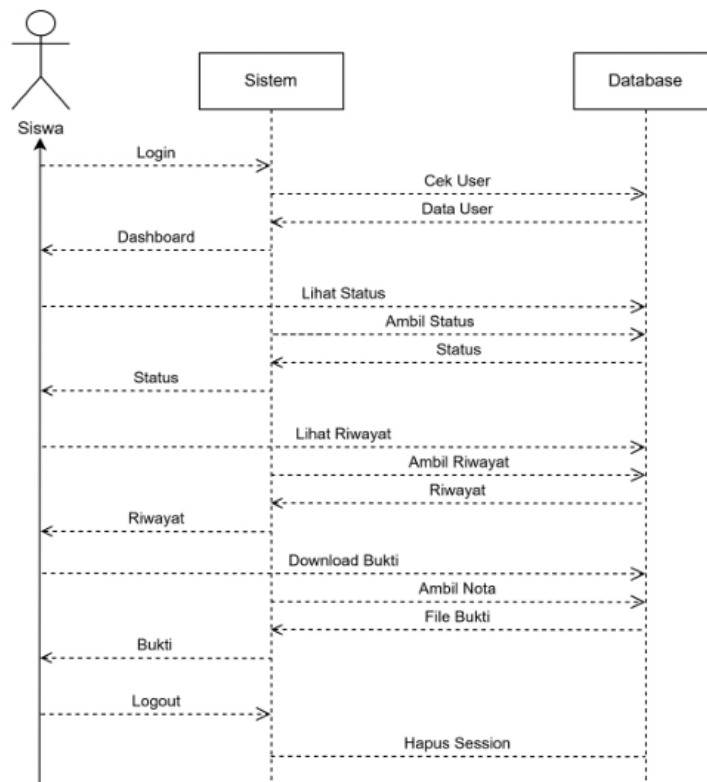 Sistem
Database
Siswa
Login
Cek User
Data User
Dashboard
Lihat Status
Ambil Status
Status
Status
Lihat Riwayat
Ambil Riwayat
Riwayat
Riwayat
Download Bukti
Ambil Nota
File Bukti
Bukti
Logout
Hapus Session